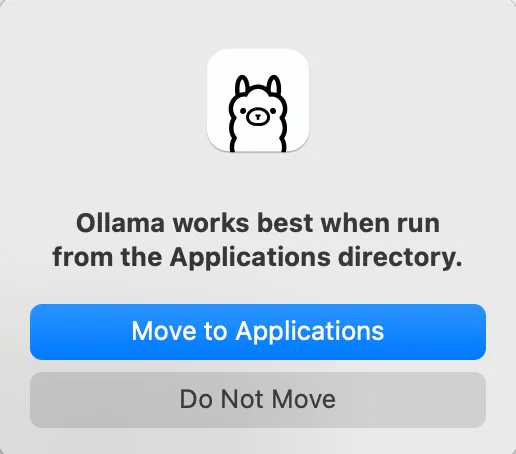 Ollama works best when run
from the Applications directory.
Move to Applications
Do Not Move